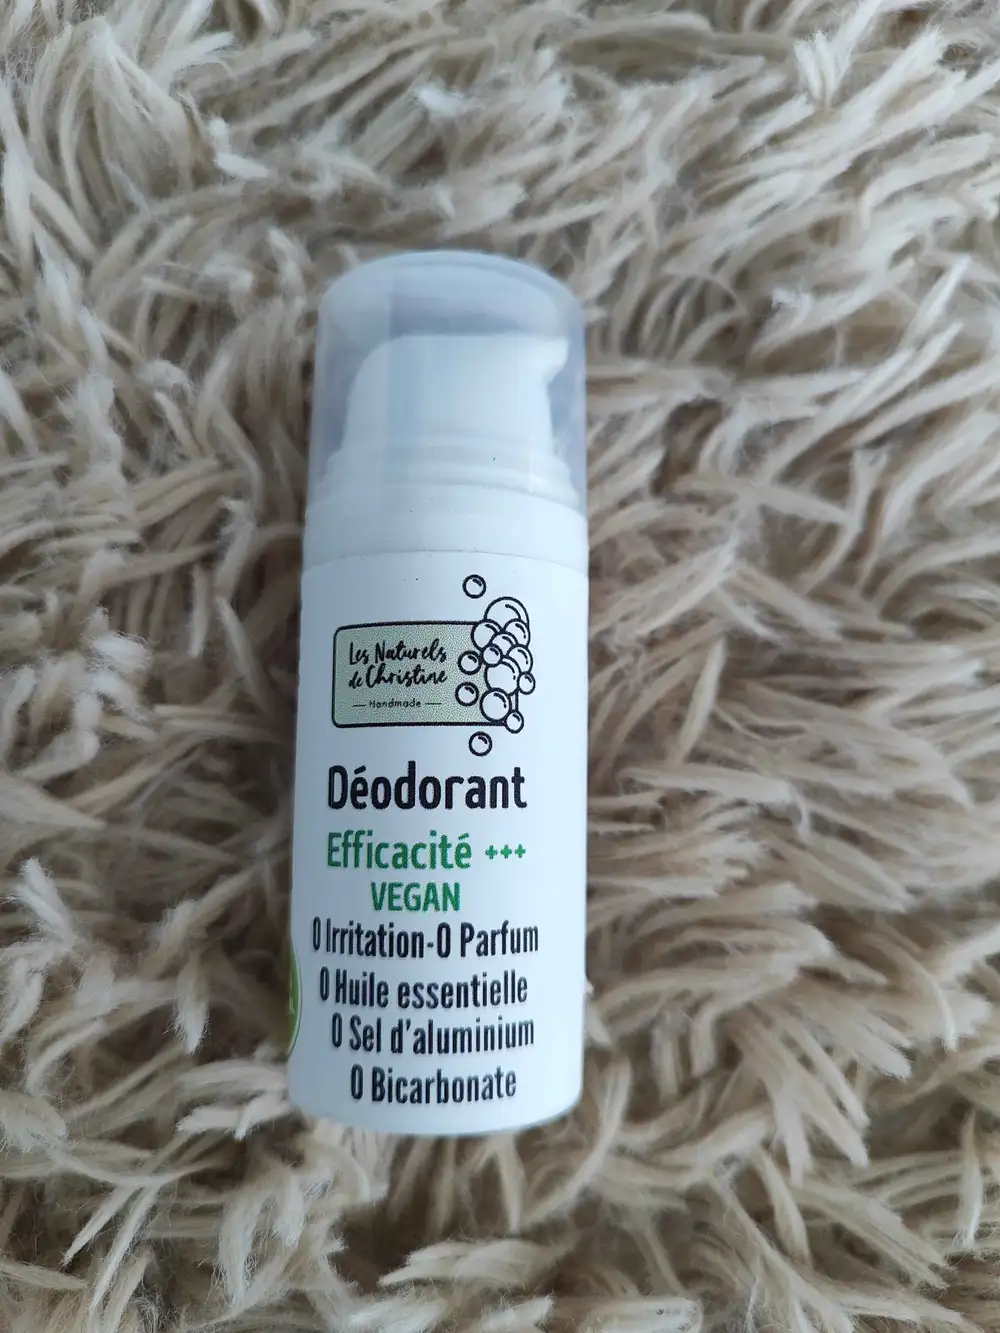 Les Naturels
de Christine
Handmade
Déodorant
Efficacité +++
VEGAN
0 Irritation-0 Parfum
0 Huile essentielle
0 Sel d'aluminium
0 Bicarbonate